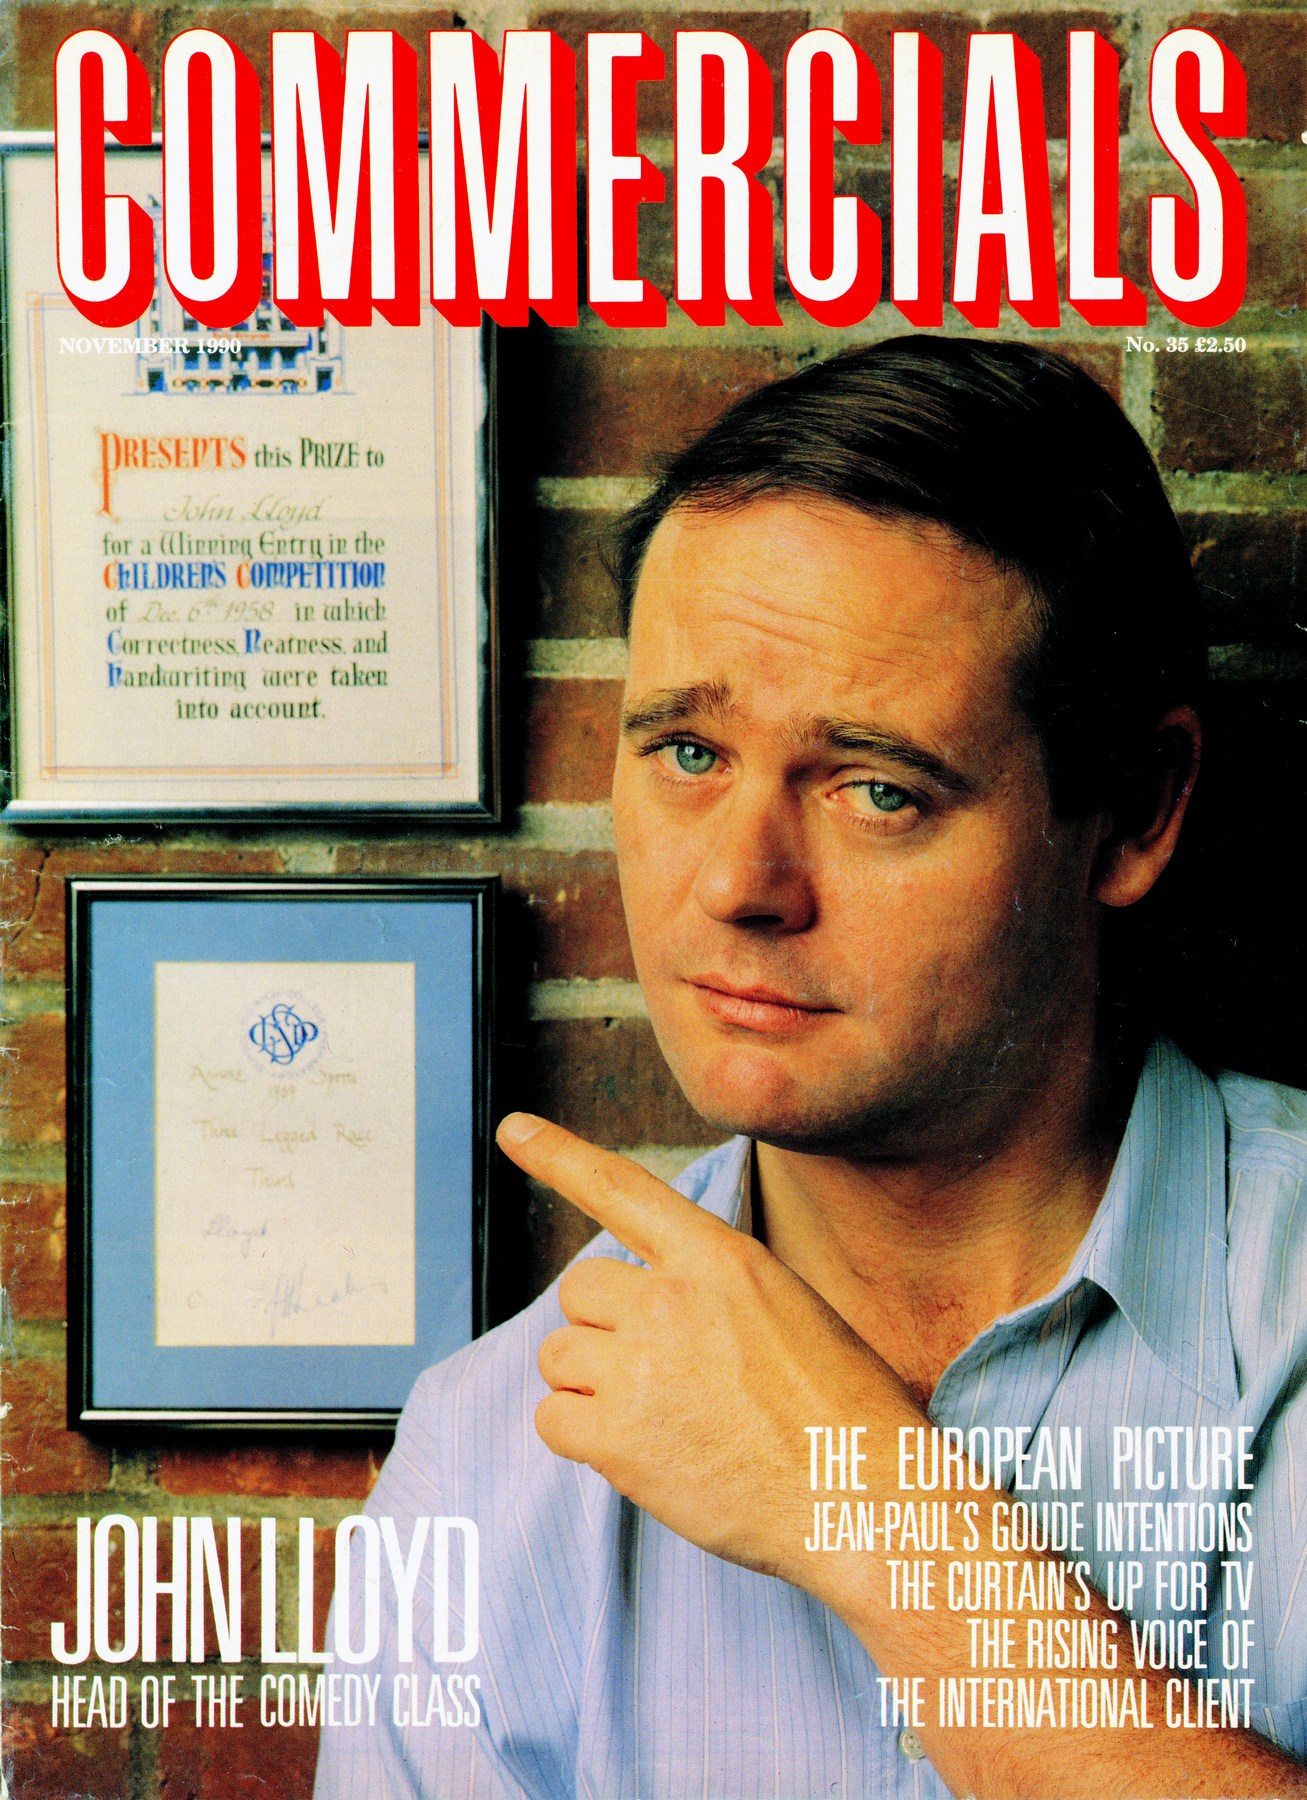 COMMERCIALS
NOVEMBER 1990
No. 35 £2.50
PRESENTS this PRIZE to
John Lloyd
for a Winning Entry in the
CHILDREN'S COMPETITION
of Dec. 6th 1958 in which
Correctness, Neatness, and
Handwriting were taken
into account.
Three Legged Race
Third
Lloyd
THE EUROPEAN PICTURE
JEAN-PAUL'S GOUDE INTENTIONS
THE CURTAIN'S UP FOR TV
THE RISING VOICE OF
THE INTERNATIONAL CLIENT
JOHN LLOYD
HEAD OF THE COMEDY CLASS